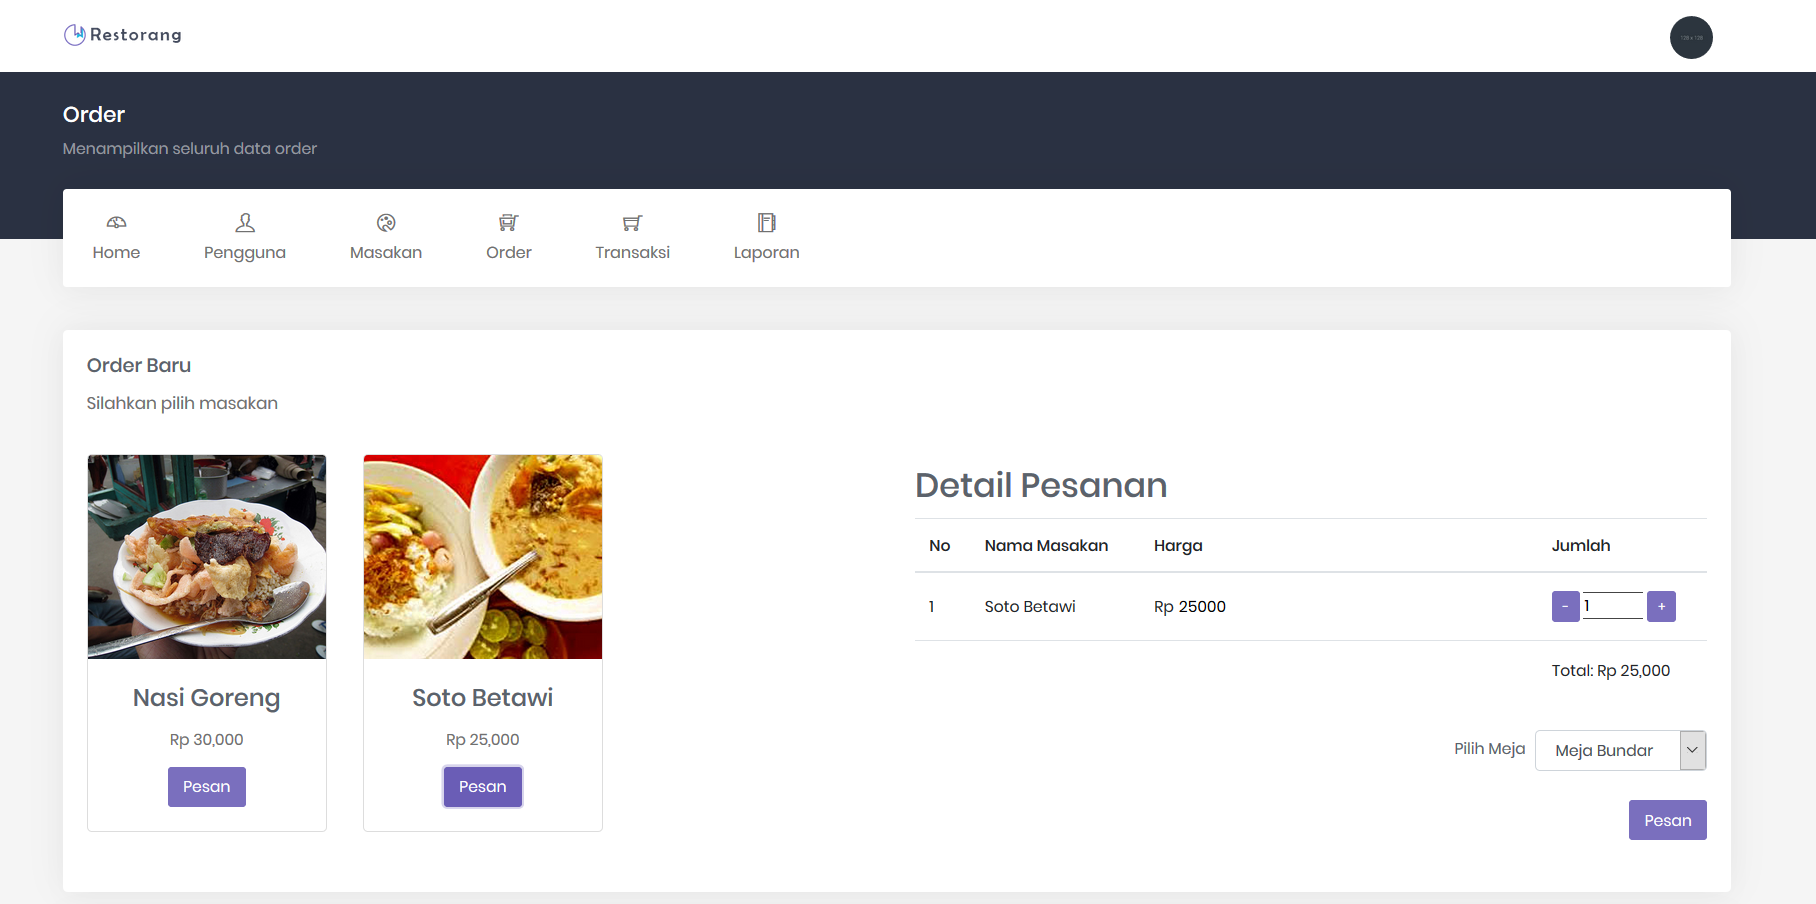 Restorang
128 x 128
Order
Menampilkan seluruh data order
Home Pengguna Masakan Order Transaksi Laporan
Order Baru
Silahkan pilih masakan
Nasi Goreng
Rp 30,000
Pesan
Soto Betawi
Rp 25,000
Pesan
Detail Pesanan
No Nama Masakan Harga Jumlah
1 Soto Betawi Rp 25000 - 1 +
Total: Rp 25,000
Pilih Meja Meja Bundar
Pesan